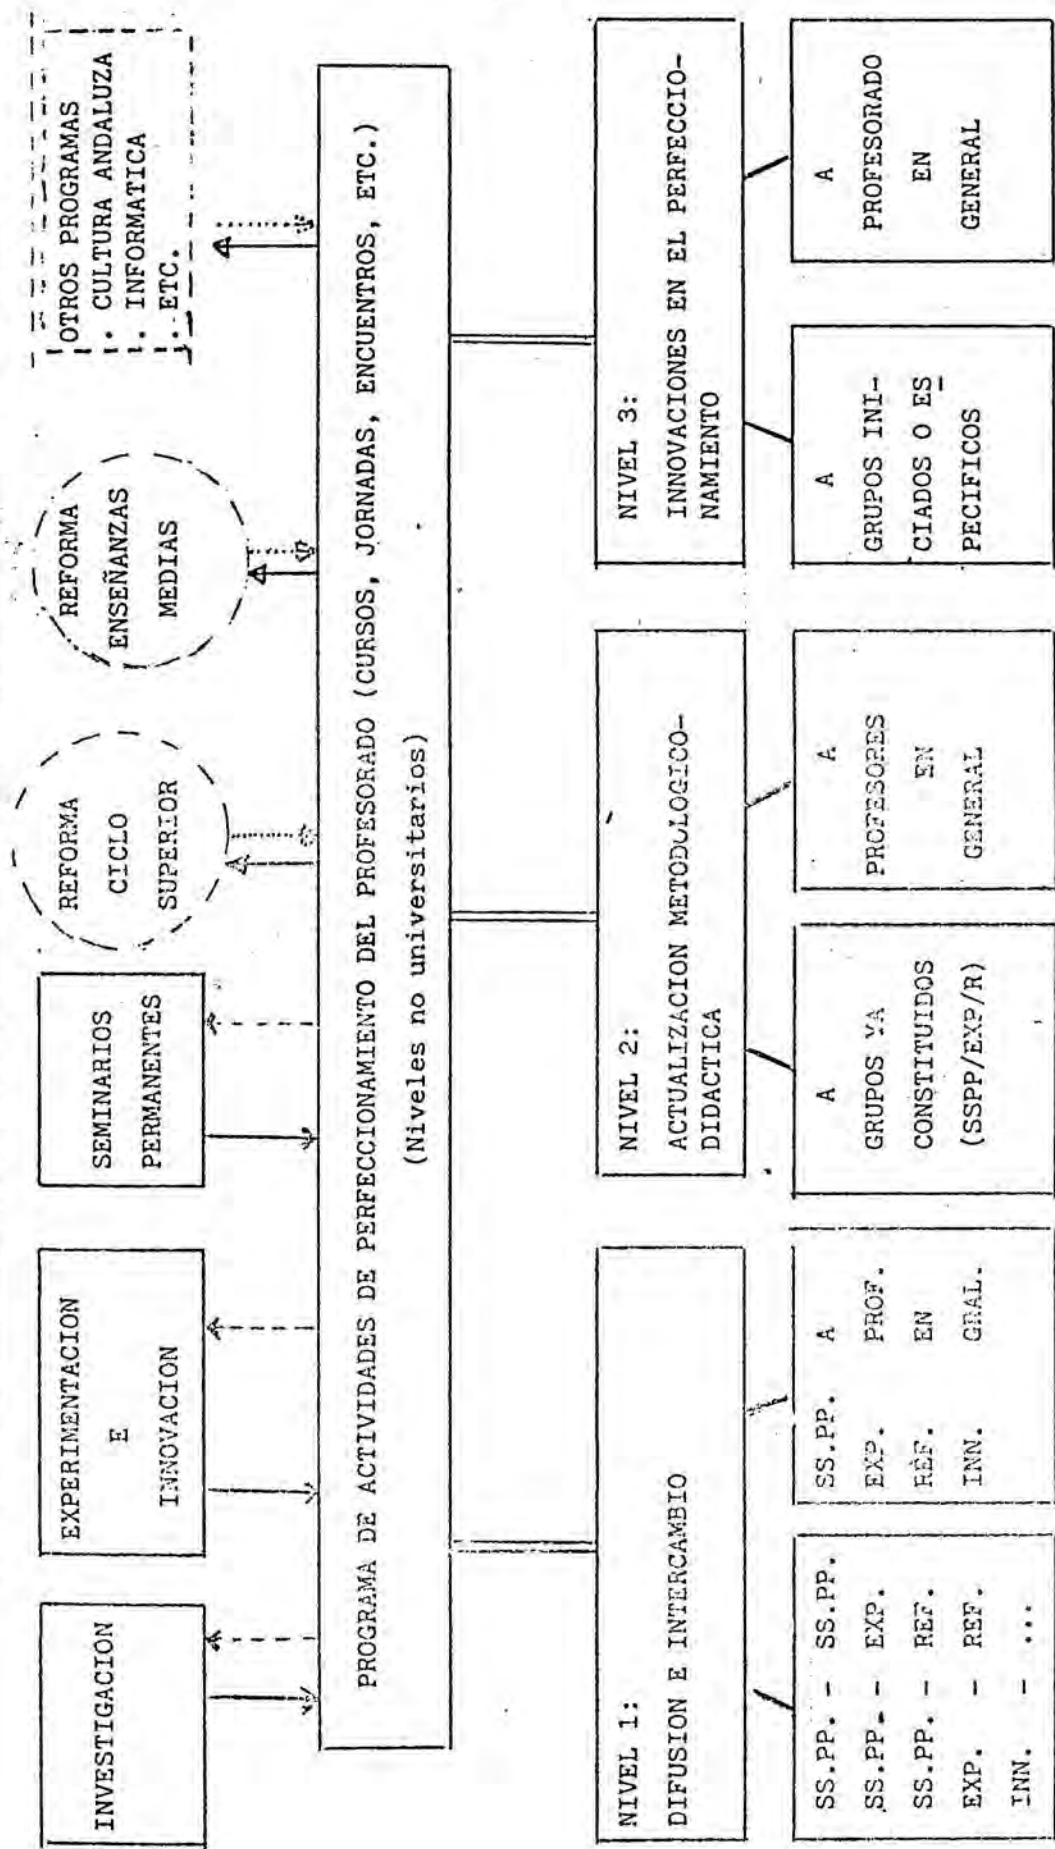 INVESTIGACION
EXPERIMENTACION
E
INNOVACION
SEMINARIOS
PERMANENTES
REFORMA
CICLO
SUPERIOR
REFORMA
ENSEÑANZAS
MEDIAS
OTROS PROGRAMAS
. CULTURA ANDALUZA
. INFORMATICA
. ETC.
PROGRAMA DE ACTIVIDADES DE PERFECCIONAMIENTO DEL PROFESORADO (CURSOS, JORNADAS, ENCUENTROS, ETC.)
(Niveles no universitarios)
NIVEL 1:
DIFUSION E INTERCAMBIO
NIVEL 2:
ACTUALIZACION METODOLOGICO-
DIDACTICA
NIVEL 3:
INNOVACIONES EN EL PERFECCIO-
NAMIENTO
SS.PP. - SS.PP.
SS.PP. - EXP.
SS.PP. - REF.
EXP. - REF.
INN. - ...
SS.PP. A
EXP. PROF.
REF. EN
INN. GRAL.
A
GRUPOS YA
CONSTITUIDOS
(SSPP/EXP/R)
A
PROFESORES
EN
GENERAL
A
GRUPOS INI-
CIADOS O ES
PECIFICOS
A
PROFESORADO
EN
GENERAL